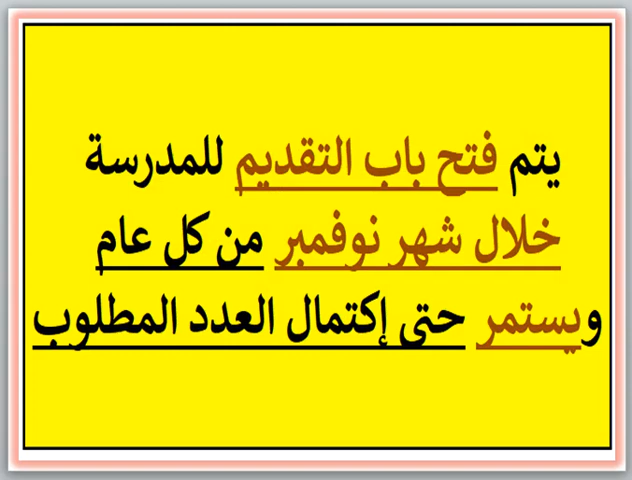 يتم فتح باب التقديم للمدرسة
خلال شهر نوفمبر من كل عام
ويستمر حتى إكتمال العدد المطلوب